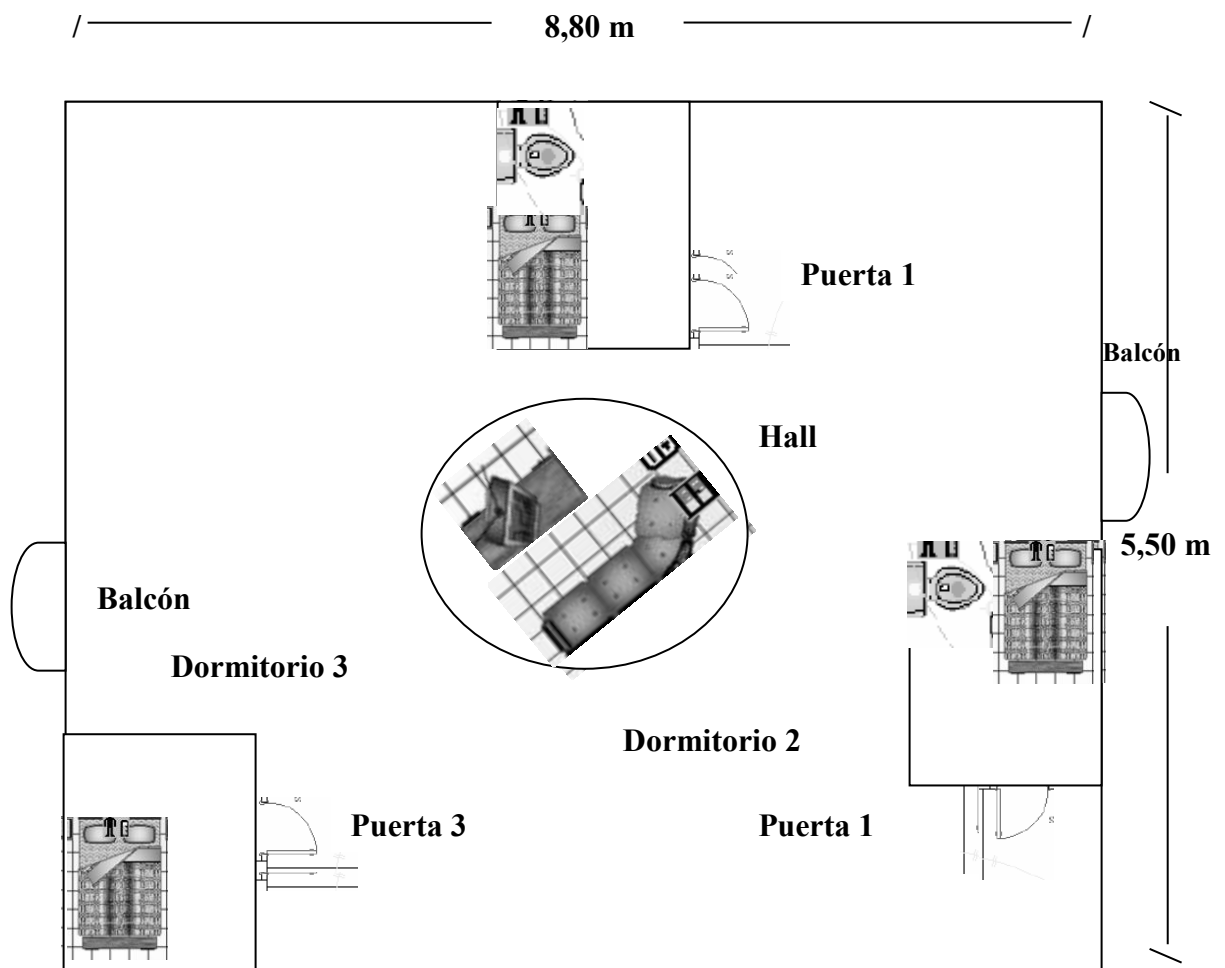 / 8,80 m /
Puerta 1
Balcón
Hall
5,50 m
Balcón
Dormitorio 3
Dormitorio 2
Puerta 3
Puerta 1